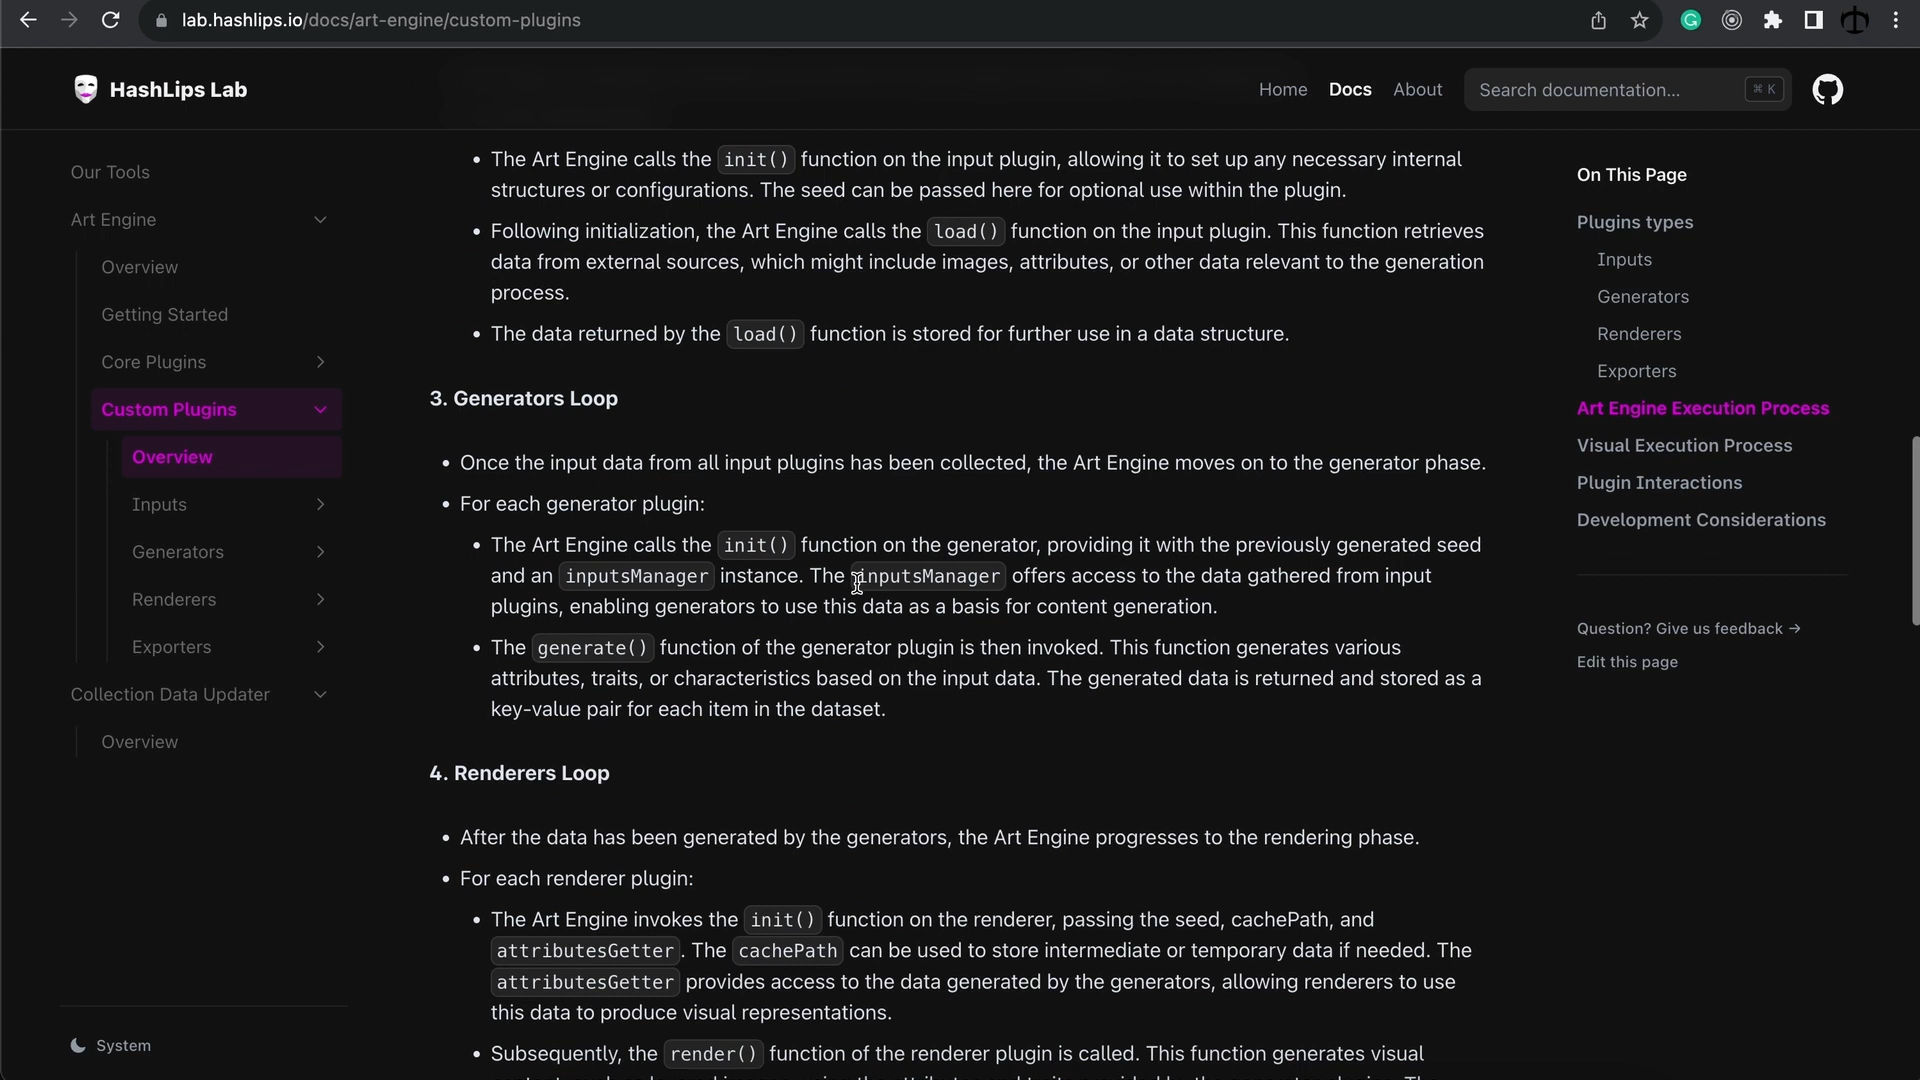 lab.hashlips.io/docs/art-engine/custom-plugins
HashLips Lab
Home
Docs
About
Search documentation...
⌘ K
Our Tools
Art Engine
Overview
Getting Started
Core Plugins
Custom Plugins
Overview
Inputs
Generators
Renderers
Exporters
Collection Data Updater
Overview
System
• The Art Engine calls the init() function on the input plugin, allowing it to set up any necessary internal
structures or configurations. The seed can be passed here for optional use within the plugin.
• Following initialization, the Art Engine calls the load() function on the input plugin. This function retrieves
data from external sources, which might include images, attributes, or other data relevant to the generation
process.
• The data returned by the load() function is stored for further use in a data structure.
3. Generators Loop
• Once the input data from all input plugins has been collected, the Art Engine moves on to the generator phase.
• For each generator plugin:
• The Art Engine calls the init() function on the generator, providing it with the previously generated seed
and an inputsManager instance. The inputsManager offers access to the data gathered from input
plugins, enabling generators to use this data as a basis for content generation.
• The generate() function of the generator plugin is then invoked. This function generates various
attributes, traits, or characteristics based on the input data. The generated data is returned and stored as a
key-value pair for each item in the dataset.
4. Renderers Loop
• After the data has been generated by the generators, the Art Engine progresses to the rendering phase.
• For each renderer plugin:
• The Art Engine invokes the init() function on the renderer, passing the seed, cachePath, and
attributesGetter. The cachePath can be used to store intermediate or temporary data if needed. The
attributesGetter provides access to the data generated by the generators, allowing renderers to use
this data to produce visual representations.
• Subsequently, the render() function of the renderer plugin is called. This function generates visual
On This Page
Plugins types
Inputs
Generators
Renderers
Exporters
Art Engine Execution Process
Visual Execution Process
Plugin Interactions
Development Considerations
Question? Give us feedback →
Edit this page